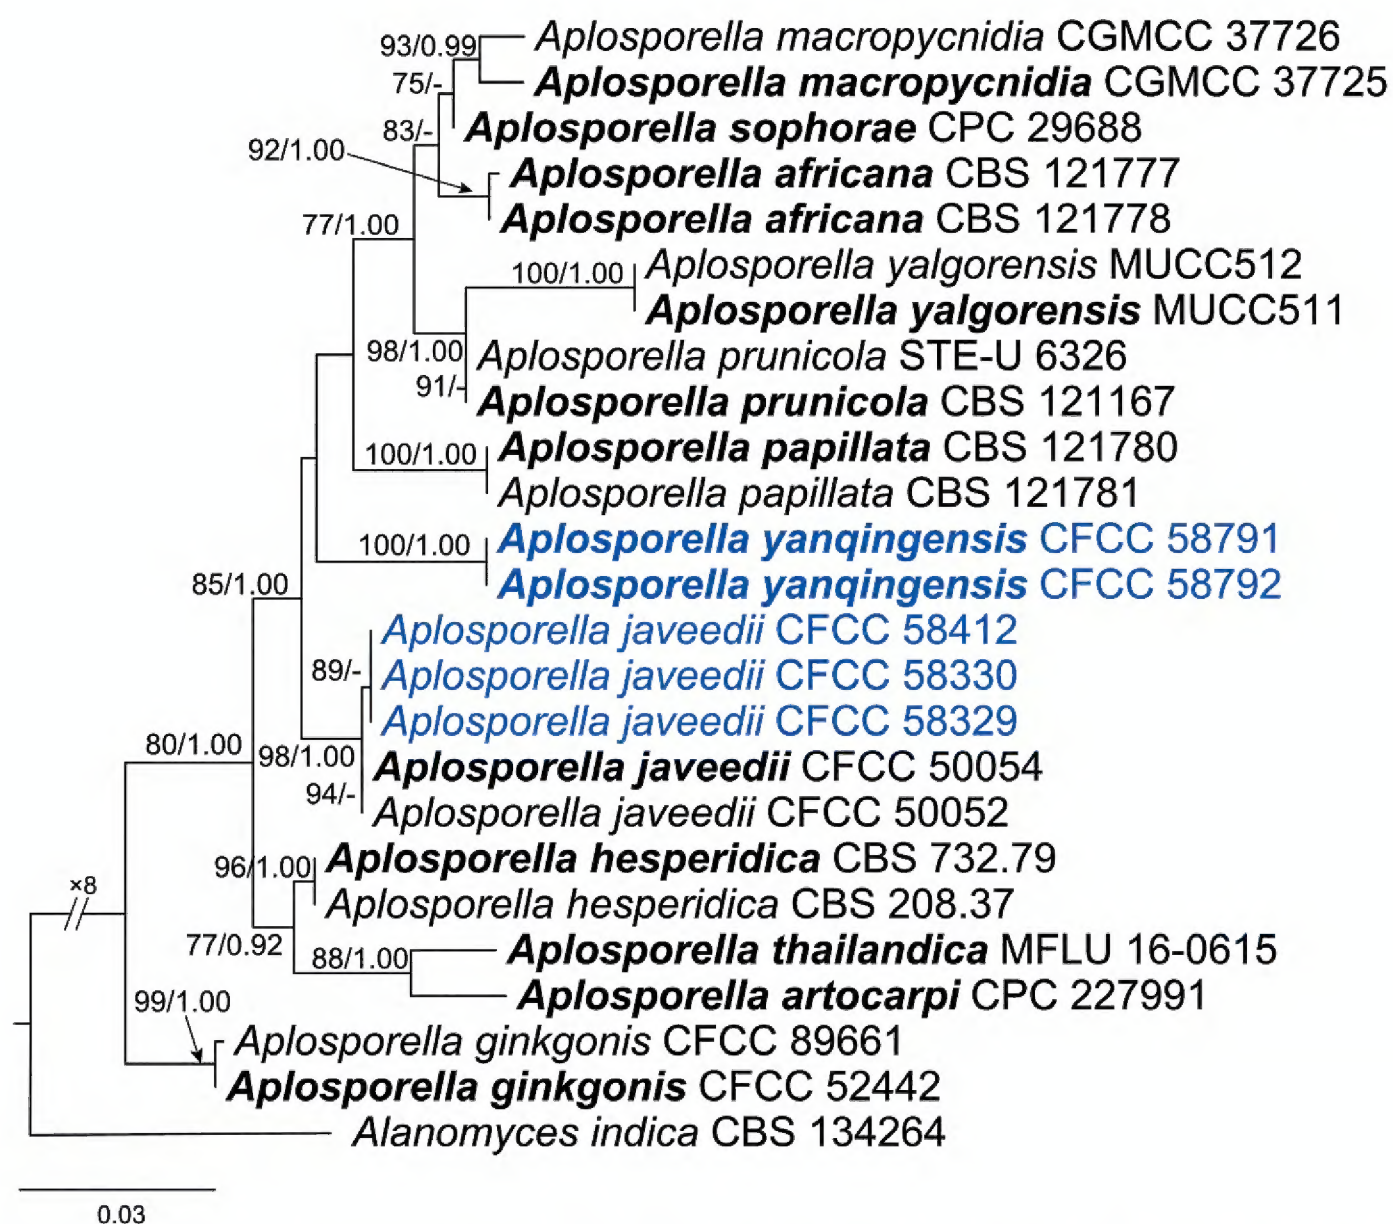 93/0.99 Aplosporella macropycnidia CGMCC 37726
75/- Aplosporella macropycnidia CGMCC 37725
83/- Aplosporella sophorae CPC 29688
92/1.00 Aplosporella africana CBS 121777
Aplosporella africana CBS 121778
77/1.00
100/1.00 Aplosporella yalgorensis MUCC512
Aplosporella yalgorensis MUCC511
98/1.00 Aplosporella prunicola STE-U 6326
91/- Aplosporella prunicola CBS 121167
100/1.00 Aplosporella papillata CBS 121780
Aplosporella papillata CBS 121781
100/1.00 Aplosporella yanqingensis CFCC 58791
85/1.00 Aplosporella yanqingensis CFCC 58792
Aplosporella javeedii CFCC 58412
89/- Aplosporella javeedii CFCC 58330
Aplosporella javeedii CFCC 58329
80/1.00 98/1.00 Aplosporella javeedii CFCC 50054
94/- Aplosporella javeedii CFCC 50052
96/1.00 Aplosporella hesperidica CBS 732.79
×8 Aplosporella hesperidica CBS 208.37
77/0.92 88/1.00 Aplosporella thailandica MFLU 16-0615
99/1.00 Aplosporella artocarpi CPC 227991
Aplosporella ginkgonis CFCC 89661
Aplosporella ginkgonis CFCC 52442
Alanomyces indica CBS 134264
0.03